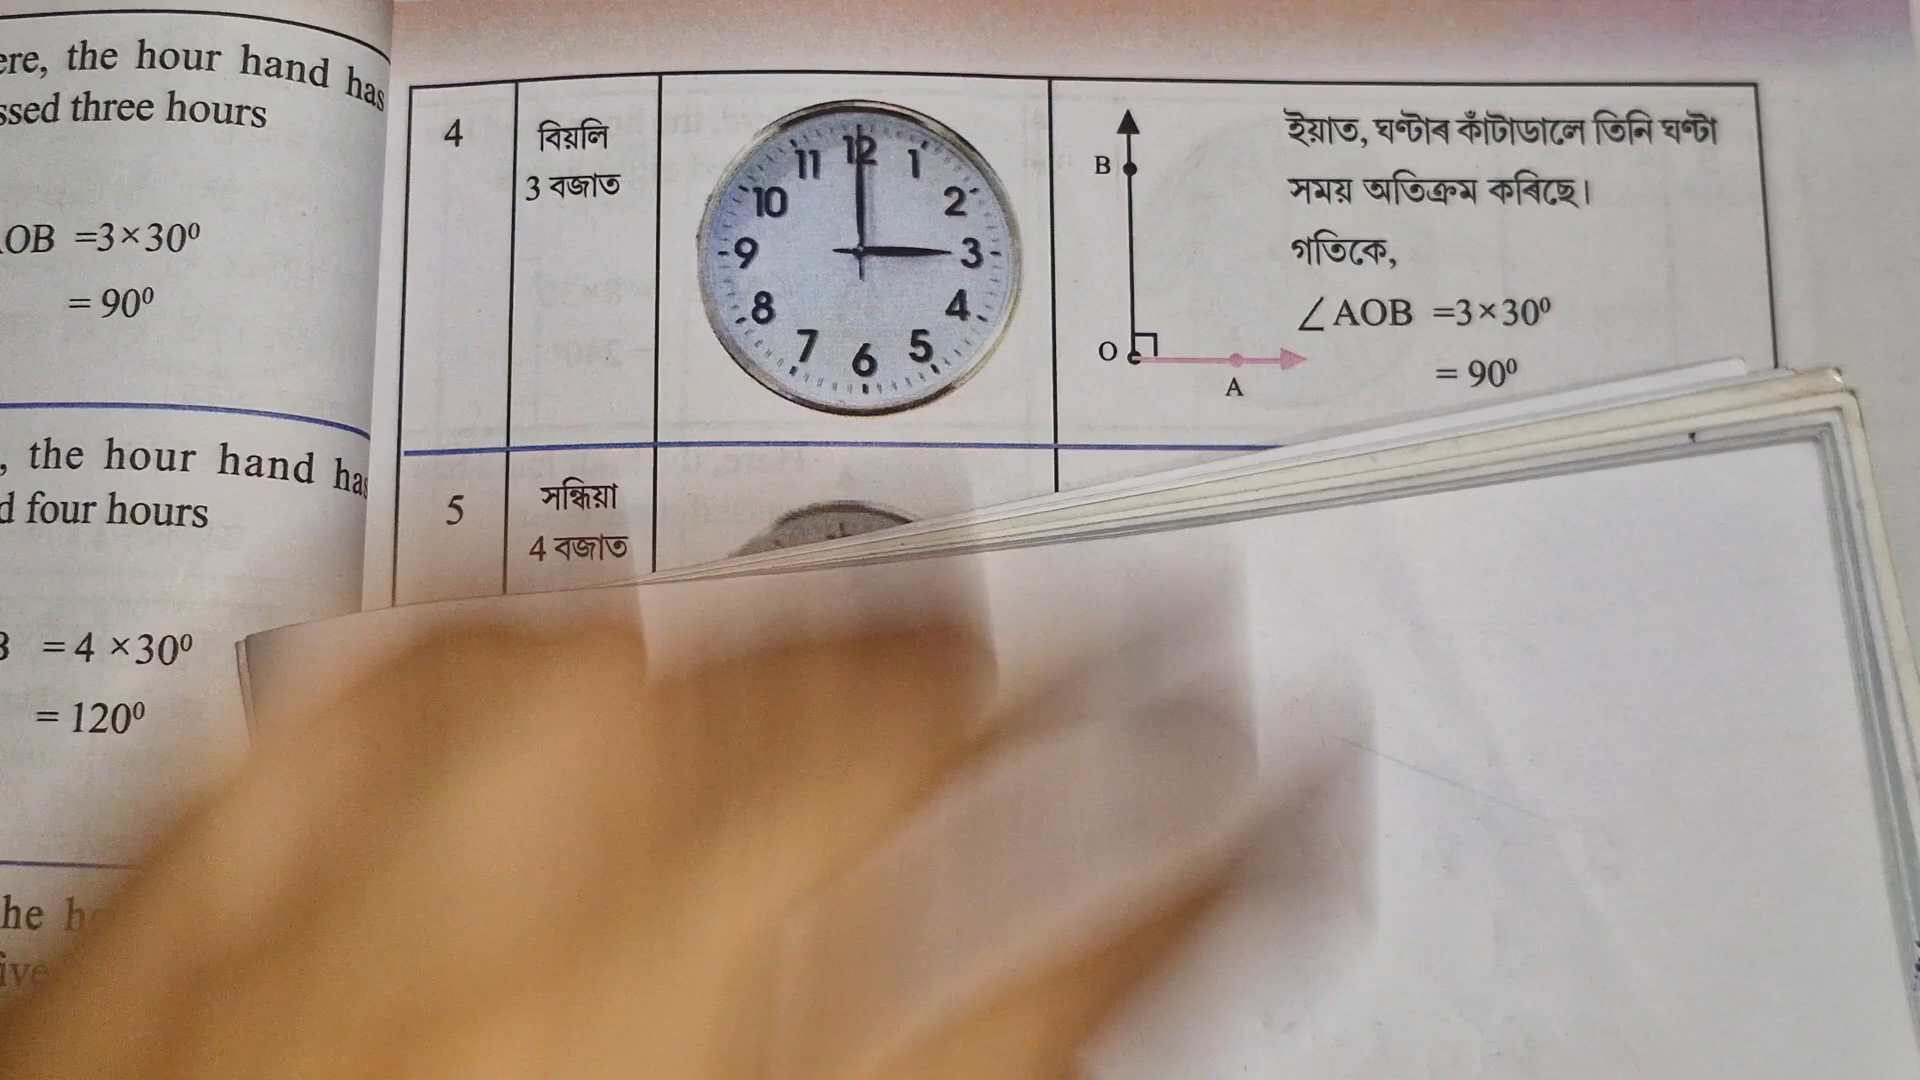 ere, the hour hand has
ssed three hours
OB =3×30⁰
= 90⁰
, the hour hand has
d four hours
= 4 ×30⁰
= 120⁰
he
4
বিয়লি
3 বজাত
11 12 1
10 2
9 3
8 4
7 6 5
B
O
A
ইয়াত, ঘণ্টাৰ কাঁটাডালে তিনি ঘণ্টা
সময় অতিক্ৰম কৰিছে।
গতিকে,
∠AOB =3×30⁰
= 90⁰
5
সন্ধিয়া
4 বজাত